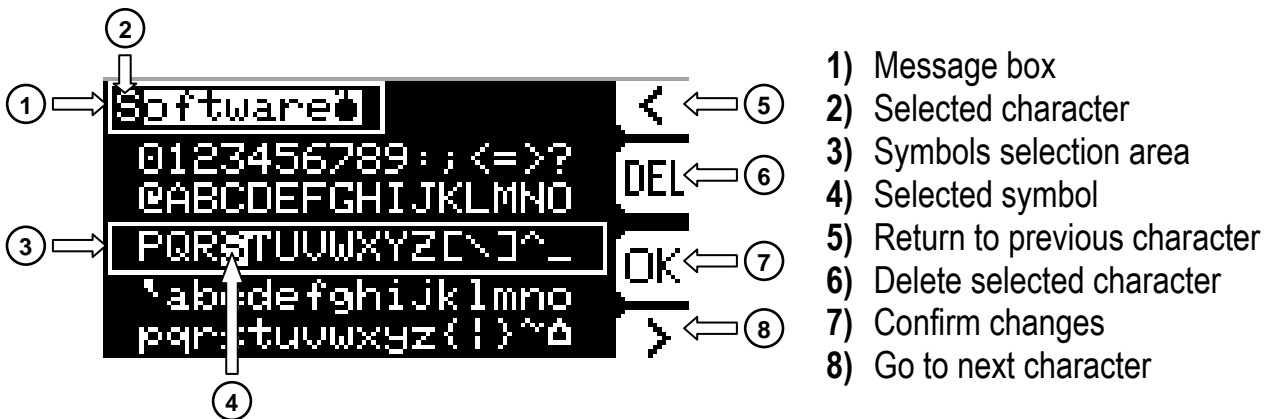 2
1
Software
<
5
0123456789:;<=>?
DEL
6
@ABCDEFGHIJKLMNO
3
PQRSTUVWXYZ[\]^_
OK
7
`abcdefghijklmno
pqrstuvwxyz{¦}~⌂
>
8
4
1) Message box
2) Selected character
3) Symbols selection area
4) Selected symbol
5) Return to previous character
6) Delete selected character
7) Confirm changes
8) Go to next character